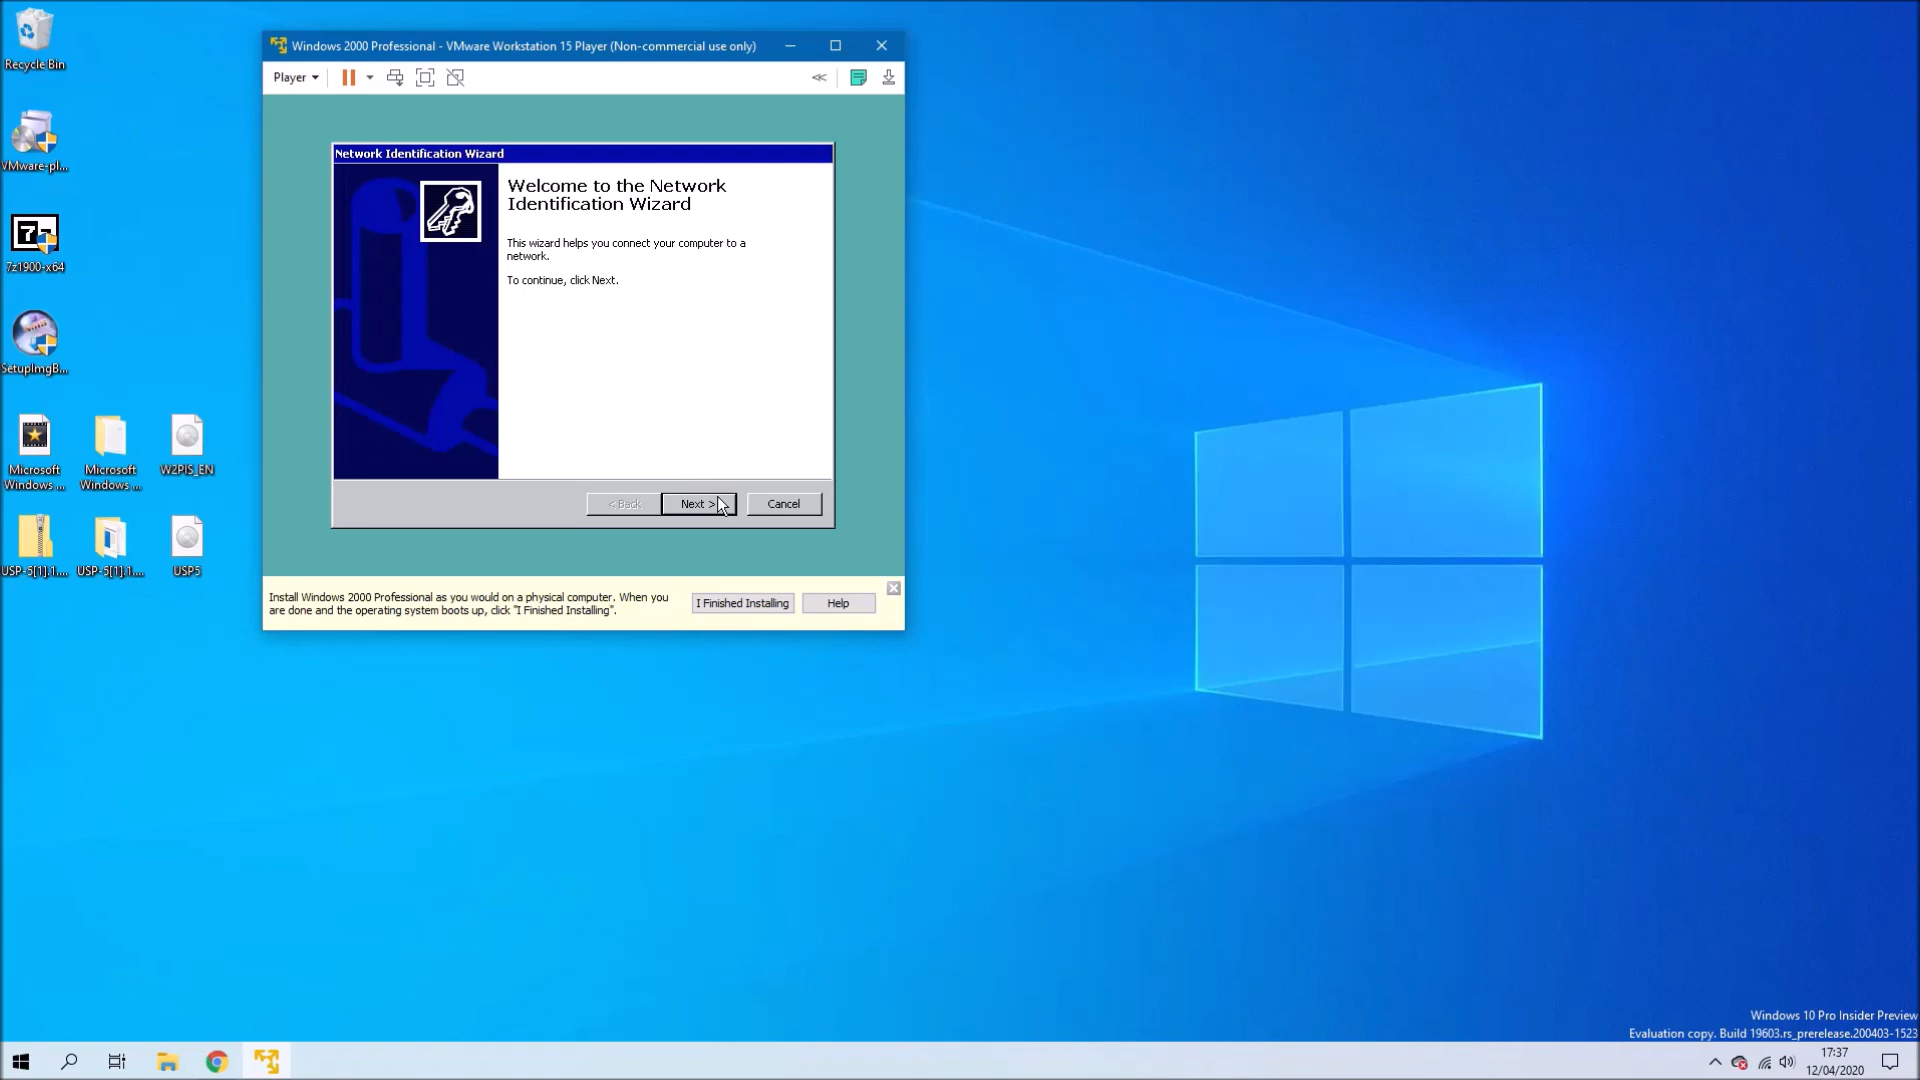 Recycle Bin
VMware-pl...
7z1900-x64
SetupImgB...
Microsoft
Windows ...
Microsoft
Windows ...
W2PIS_EN
USP-5[1].1....
USP-5[1].1....
USP5
Windows 2000 Professional - VMware Workstation 15 Player (Non-commercial use only)
Player
Network Identification Wizard
Welcome to the Network
Identification Wizard
This wizard helps you connect your computer to a
network.
To continue, click Next.
< Back
Next >
Cancel
Install Windows 2000 Professional as you would on a physical computer. When you
are done and the operating system boots up, click "I Finished Installing".
I Finished Installing
Help
Windows 10 Pro Insider Preview
Evaluation copy. Build 19603.rs_prerelease.200403-1523
17:37
12/04/2020